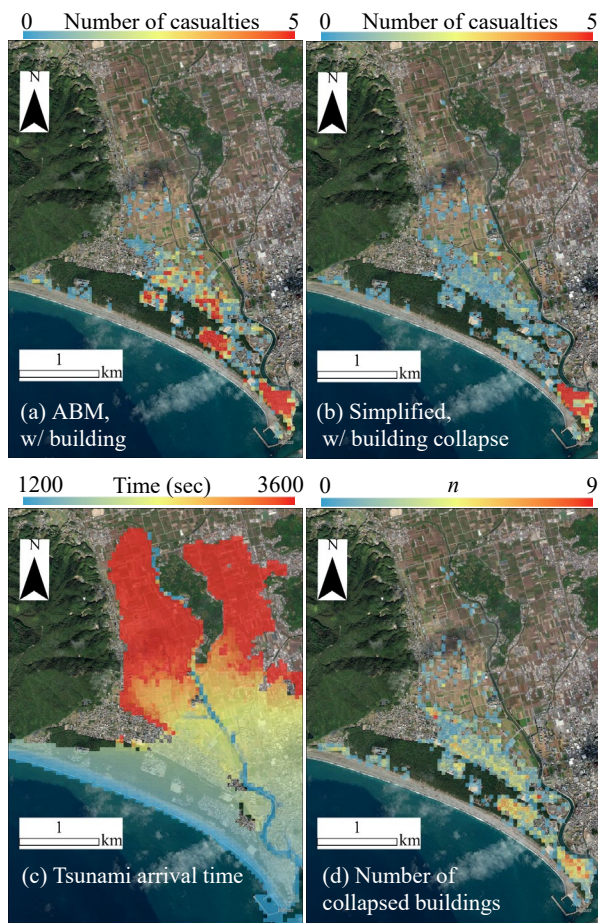 0 Number of casualties 5
0 Number of casualties 5
N
1
km
(a) ABM,
w/ building
N
1
km
(b) Simplified,
w/ building collapse
1200 Time (sec) 3600
0 n 9
N
1
km
(c) Tsunami arrival time
N
1
km
(d) Number of
collapsed buildings